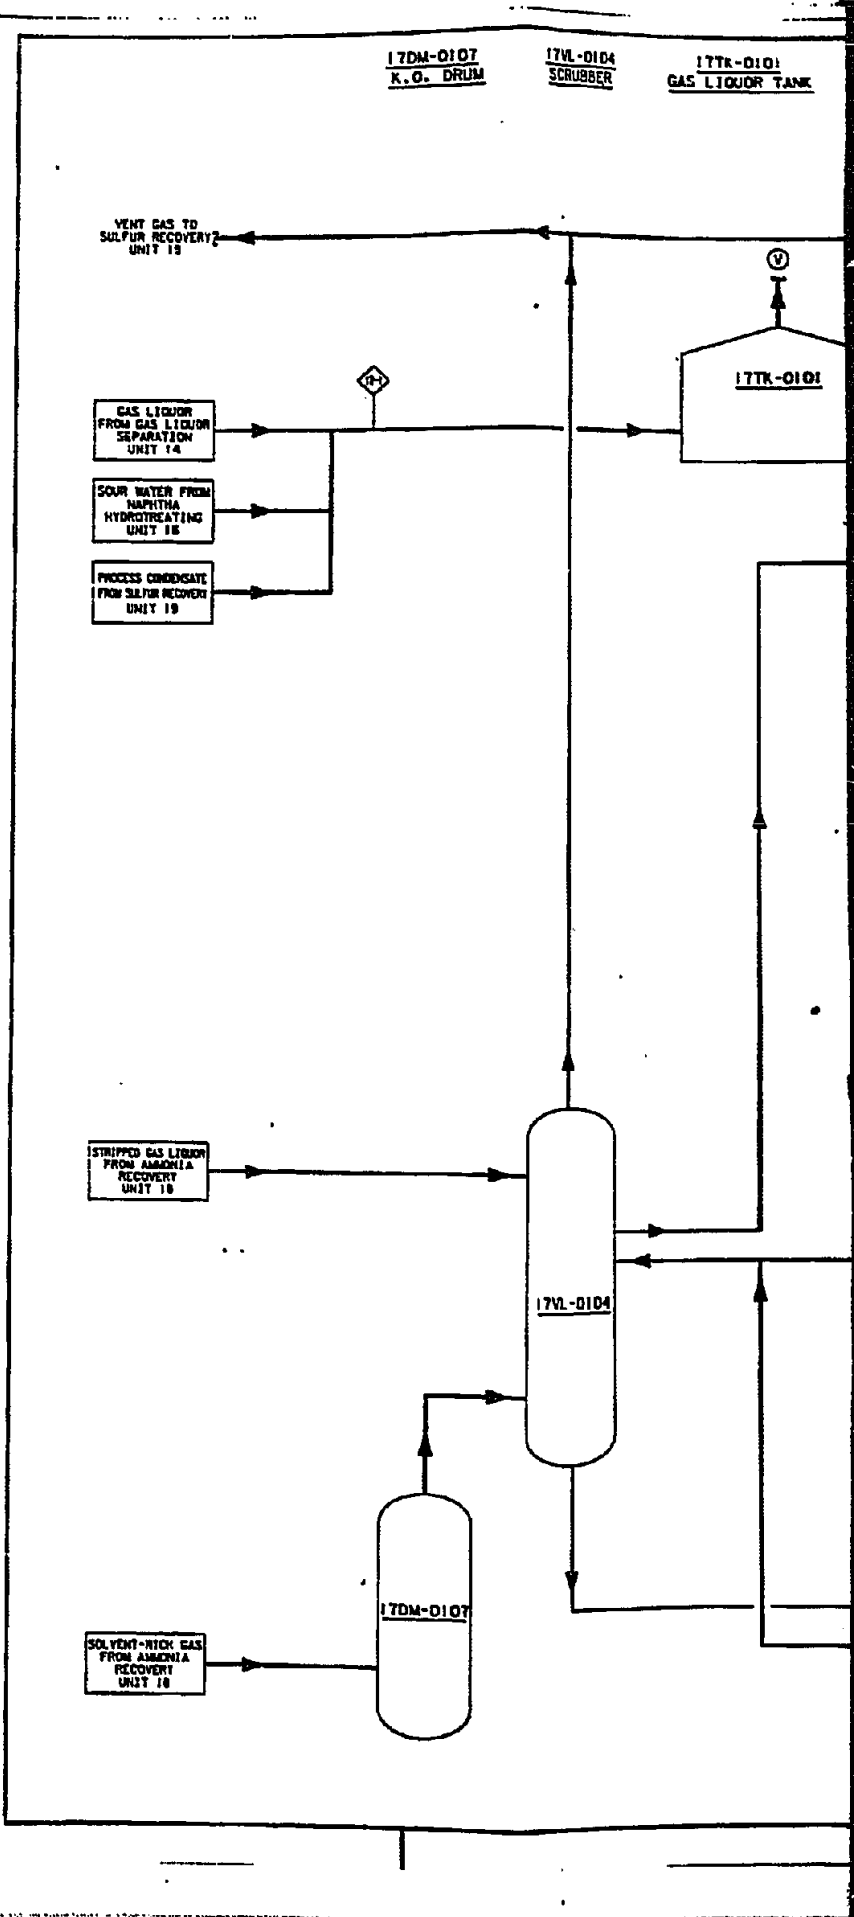 17DM-0107
K.O. DRUM
17VL-0104
SCRUBBER
17TK-0101
GAS LIQUOR TANK
VENT GAS TO
SULFUR RECOVERY
UNIT 19
V
17TK-0101
GAS LIQUOR
FROM GAS LIQUOR
SEPARATION
UNIT 14
SOUR WATER FROM
NAPHTHA
HYDROTREATING
UNIT 16
PROCESS CONDENSATE
FROM SULFUR RECOVERY
UNIT 19
STRIPPED GAS LIQUOR
FROM AMMONIA
RECOVERY
UNIT 18
17VL-0104
17DM-0107
SOLVENT-RICH GAS
FROM AMMONIA
RECOVERY
UNIT 18